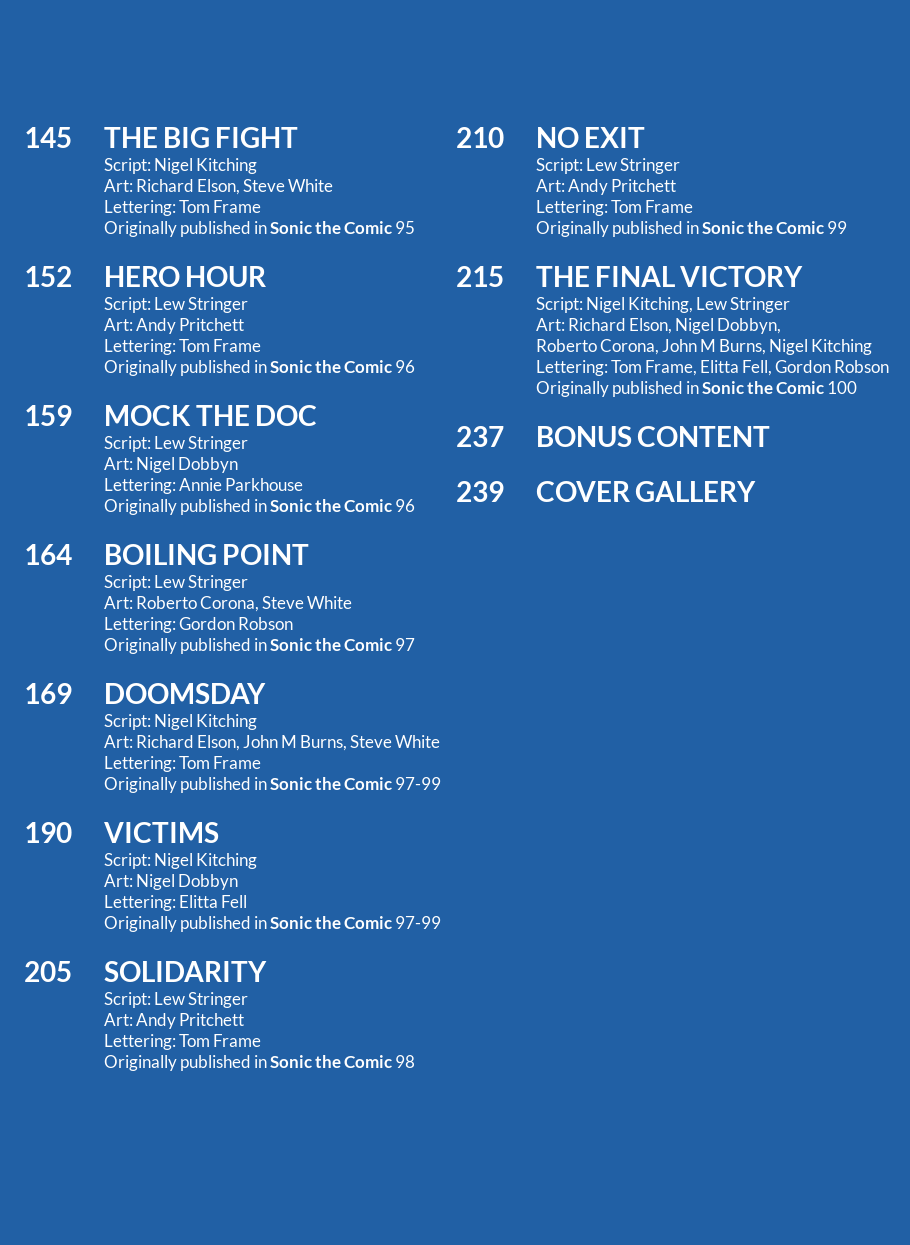 145 THE BIG FIGHT
Script: Nigel Kitching
Art: Richard Elson, Steve White
Lettering: Tom Frame
Originally published in Sonic the Comic 95
152 HERO HOUR
Script: Lew Stringer
Art: Andy Pritchett
Lettering: Tom Frame
Originally published in Sonic the Comic 96
159 MOCK THE DOC
Script: Lew Stringer
Art: Nigel Dobbyn
Lettering: Annie Parkhouse
Originally published in Sonic the Comic 96
164 BOILING POINT
Script: Lew Stringer
Art: Roberto Corona, Steve White
Lettering: Gordon Robson
Originally published in Sonic the Comic 97
169 DOOMSDAY
Script: Nigel Kitching
Art: Richard Elson, John M Burns, Steve White
Lettering: Tom Frame
Originally published in Sonic the Comic 97-99
190 VICTIMS
Script: Nigel Kitching
Art: Nigel Dobbyn
Lettering: Elitta Fell
Originally published in Sonic the Comic 97-99
205 SOLIDARITY
Script: Lew Stringer
Art: Andy Pritchett
Lettering: Tom Frame
Originally published in Sonic the Comic 98
210 NO EXIT
Script: Lew Stringer
Art: Andy Pritchett
Lettering: Tom Frame
Originally published in Sonic the Comic 99
215 THE FINAL VICTORY
Script: Nigel Kitching, Lew Stringer
Art: Richard Elson, Nigel Dobbyn,
Roberto Corona, John M Burns, Nigel Kitching
Lettering: Tom Frame, Elitta Fell, Gordon Robson
Originally published in Sonic the Comic 100
237 BONUS CONTENT
239 COVER GALLERY